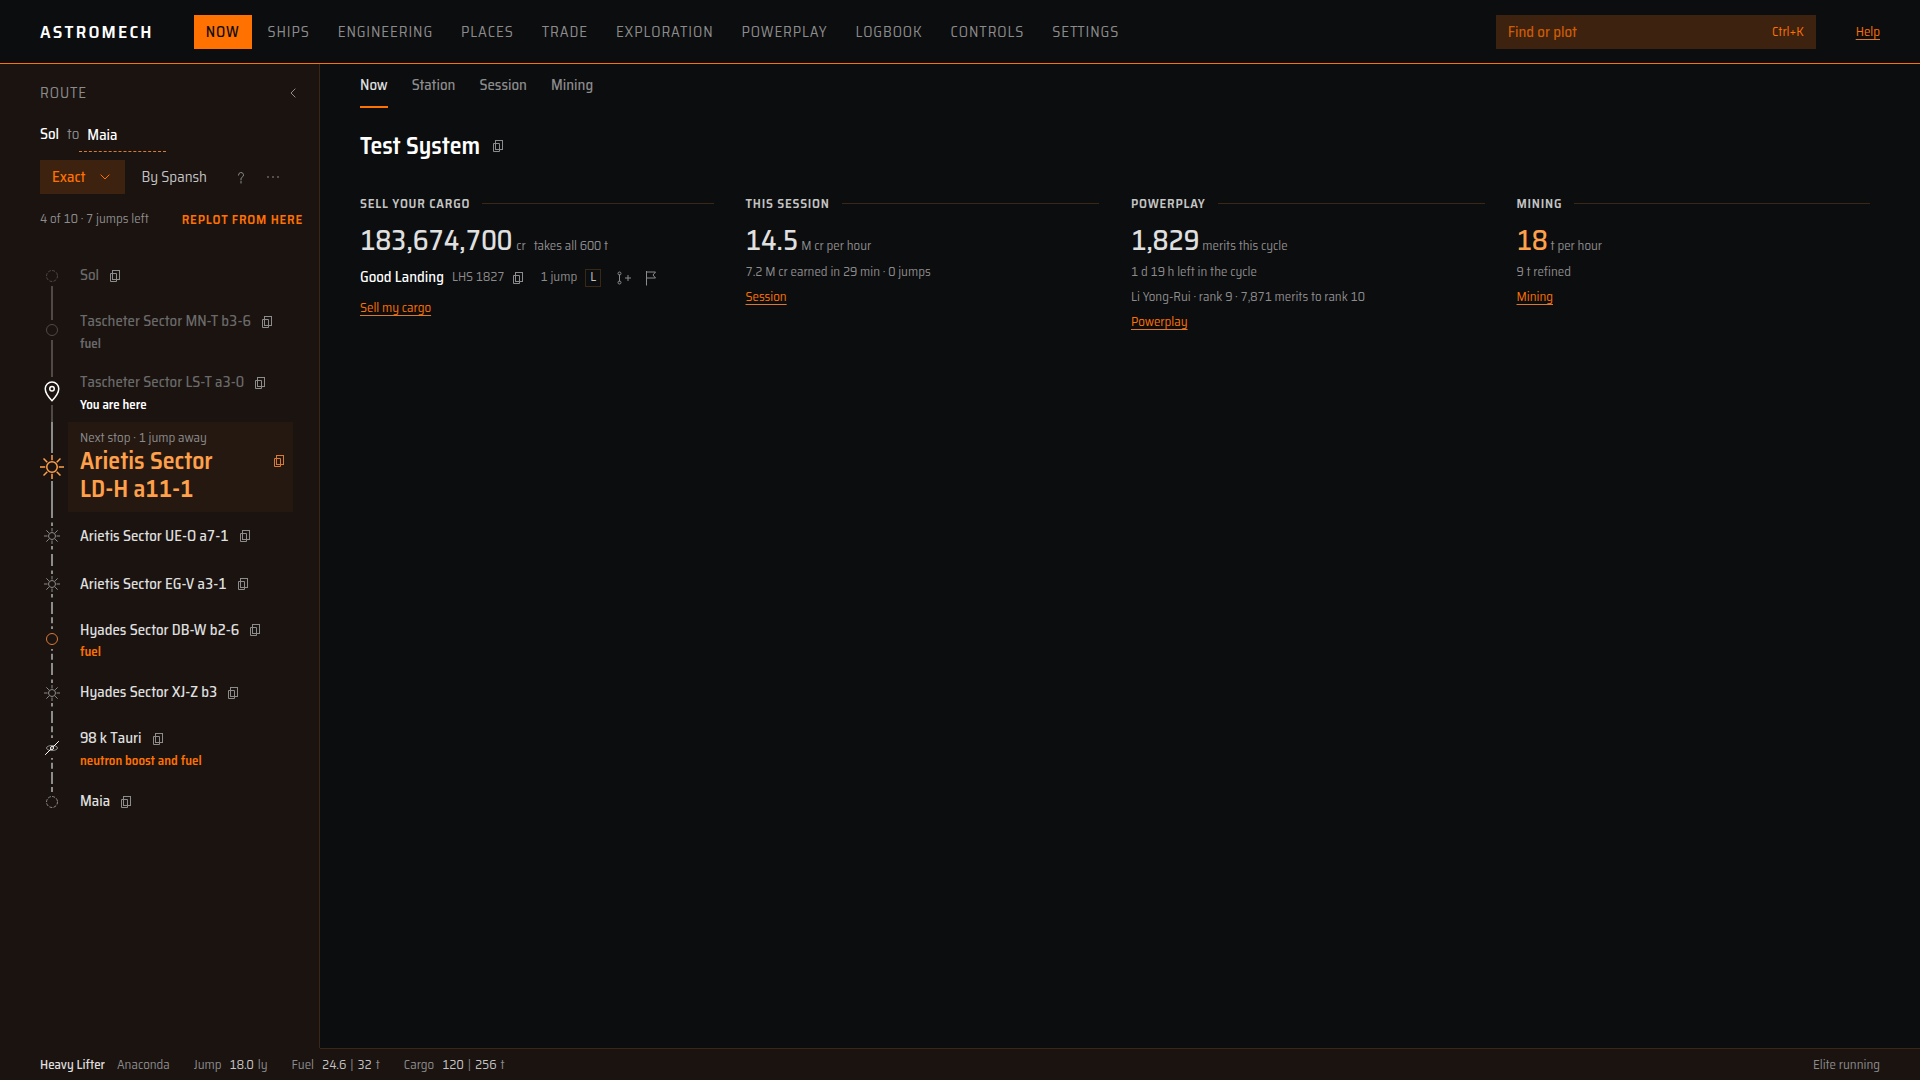 ASTROMECH
NOW SHIPS ENGINEERING PLACES TRADE EXPLORATION POWERPLAY LOGBOOK CONTROLS SETTINGS
Find or plot Ctrl+K
Help
ROUTE
Sol to Maia
Exact By Spansh ? ...
4 of 10 · 7 jumps left REPLOT FROM HERE
Sol
Tascheter Sector MN-T b3-6
fuel
Tascheter Sector LS-T a3-0
You are here
Next stop · 1 jump away
Arietis Sector
LD-H a11-1
Arietis Sector UE-O a7-1
Arietis Sector EG-V a3-1
Hyades Sector DB-W b2-6
fuel
Hyades Sector XJ-Z b3
98 k Tauri
neutron boost and fuel
Maia
Now Station Session Mining
Test System
SELL YOUR CARGO
183,674,700 cr takes all 600 t
Good Landing LHS 1827 1 jump L
Sell my cargo
THIS SESSION
14.5 M cr per hour
7.2 M cr earned in 29 min · 0 jumps
Session
POWERPLAY
1,829 merits this cycle
1 d 19 h left in the cycle
Li Yong-Rui · rank 9 · 7,871 merits to rank 10
Powerplay
MINING
18 t per hour
9 t refined
Mining
Heavy Lifter Anaconda Jump 18.0 ly Fuel 24.6 | 32 t Cargo 120 | 256 t
Elite running